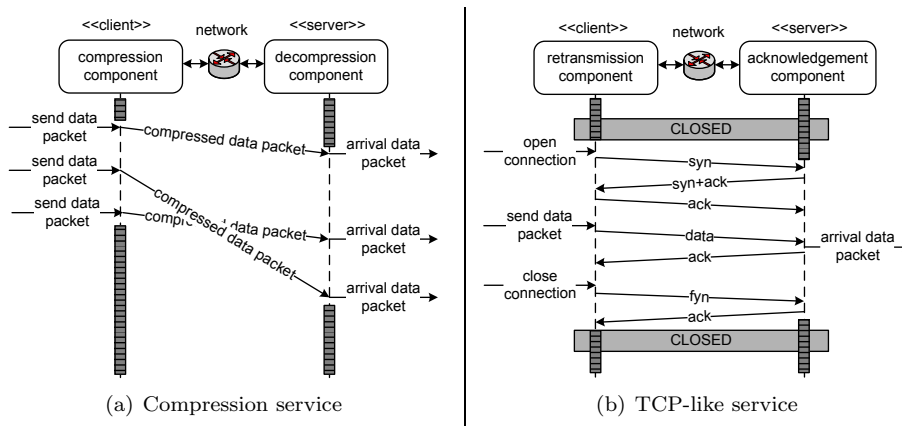 <<client>>
network
<<server>>
compression
component
decompression
component
send data
packet
compressed data packet
arrival data
packet
send data
packet
compressed data packet
send data
packet
compressed data packet
arrival data
packet
arrival data
packet
(a) Compression service
<<client>>
network
<<server>>
retransmission
component
acknowledgement
component
CLOSED
open
connection
syn
syn+ack
ack
send data
packet
data
arrival data
packet
ack
close
connection
fyn
ack
CLOSED
(b) TCP-like service